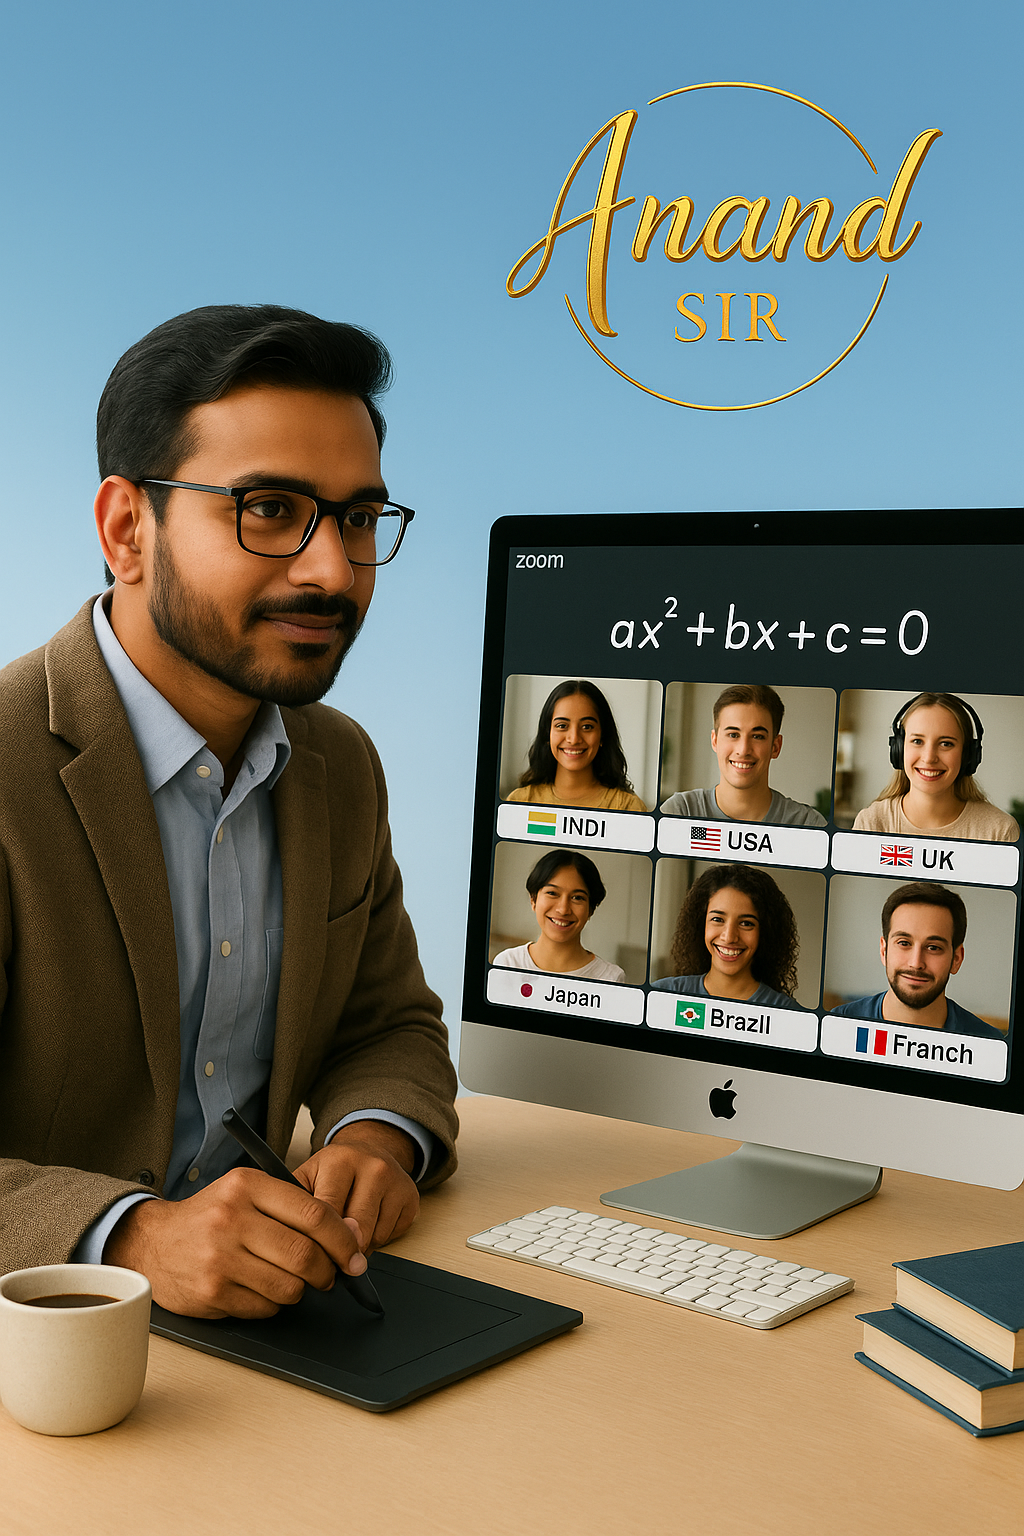 Anand
SIR
zoom
ax² + bx + c = 0
INDI
USA
UK
Japan
Brazll
Franch